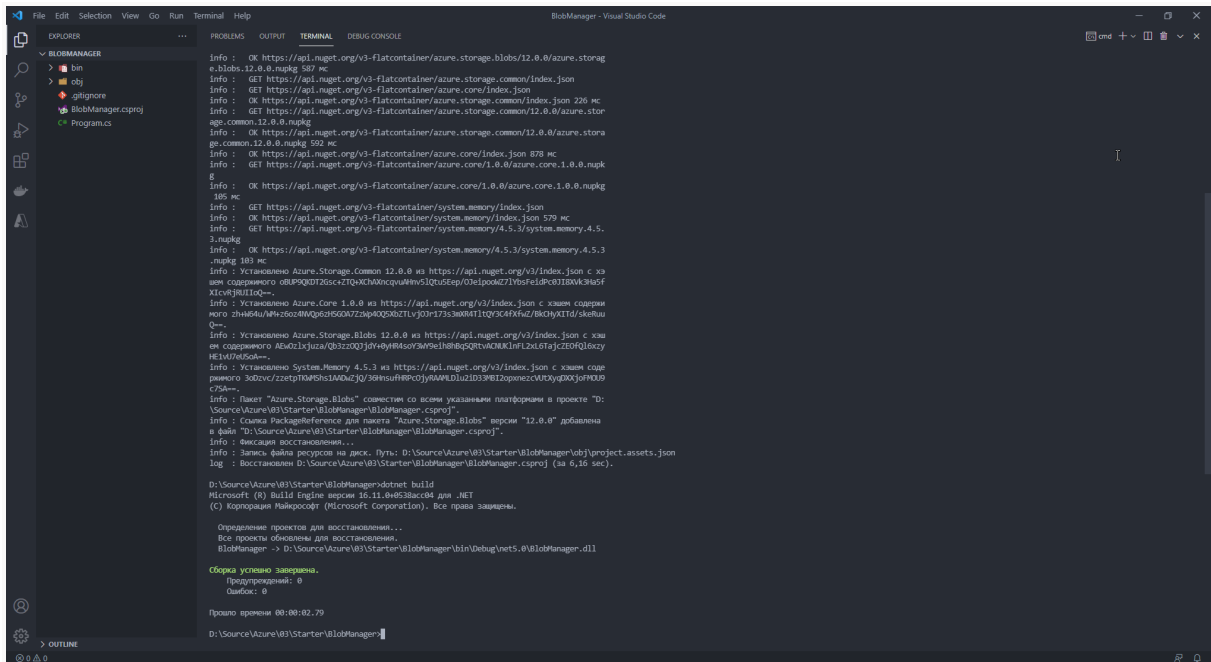 File Edit Selection View Go Run Terminal Help
BlobManager - Visual Studio Code
EXPLORER
BLOBMANAGER
bin
obj
.gitignore
BlobManager.csproj
Program.cs
OUTLINE
PROBLEMS OUTPUT TERMINAL DEBUG CONSOLE
cmd
info : OK https://api.nuget.org/v3-flatcontainer/azure.storage.blobs/12.0.0/azure.storag
e.blobs.12.0.0.nupkg 587 мс
info : GET https://api.nuget.org/v3-flatcontainer/azure.storage.common/index.json
info : GET https://api.nuget.org/v3-flatcontainer/azure.core/index.json
info : OK https://api.nuget.org/v3-flatcontainer/azure.storage.common/index.json 226 мс
info : GET https://api.nuget.org/v3-flatcontainer/azure.storage.common/12.0.0/azure.stor
age.common.12.0.0.nupkg
info : OK https://api.nuget.org/v3-flatcontainer/azure.storage.common/12.0.0/azure.stora
ge.common.12.0.0.nupkg 592 мс
info : OK https://api.nuget.org/v3-flatcontainer/azure.core/index.json 878 мс
info : GET https://api.nuget.org/v3-flatcontainer/azure.core/1.0.0/azure.core.1.0.0.nupk
g
info : OK https://api.nuget.org/v3-flatcontainer/azure.core/1.0.0/azure.core.1.0.0.nupkg
105 мс
info : GET https://api.nuget.org/v3-flatcontainer/system.memory/index.json
info : OK https://api.nuget.org/v3-flatcontainer/system.memory/index.json 579 мс
info : GET https://api.nuget.org/v3-flatcontainer/system.memory/4.5.3/system.memory.4.5.
3.nupkg
info : OK https://api.nuget.org/v3-flatcontainer/system.memory/4.5.3/system.memory.4.5.3
.nupkg 103 мс
info : Установлено Azure.Storage.Common 12.0.0 из https://api.nuget.org/v3/index.json с хэ
шем содержимого
info : Установлено Azure.Core 1.0.0 из https://api.nuget.org/v3/index.json с хэшем содержи
мого
info : Установлено Azure.Storage.Blobs 12.0.0 из https://api.nuget.org/v3/index.json с хэш
ем содержимого
info : Установлено System.Memory 4.5.3 из https://api.nuget.org/v3/index.json с хэшем соде
ржимого
info : Пакет "Azure.Storage.Blobs" совместим со всеми указанными платформами в проекте "D:
\Source\Azure\03\Starter\BlobManager\BlobManager.csproj".
info : Ссылка PackageReference для пакета "Azure.Storage.Blobs" версии "12.0.0" добавлена
в файл "D:\Source\Azure\03\Starter\BlobManager\BlobManager.csproj".
info : Фиксация восстановления...
info : Запись файла ресурсов на диск. Путь: D:\Source\Azure\03\Starter\BlobManager\obj\project.assets.json
log : Восстановлен D:\Source\Azure\03\Starter\BlobManager\BlobManager.csproj (за 6,16 sec).
D:\Source\Azure\03\Starter\BlobManager>dotnet build
Microsoft (R) Build Engine версии 16.11.0+0538acc04 для .NET
(C) Корпорация Майкрософт (Microsoft Corporation). Все права защищены.
Определение проектов для восстановления...
Все проекты обновлены для восстановления.
BlobManager -> D:\Source\Azure\03\Starter\BlobManager\bin\Debug\net5.0\BlobManager.dll
Сборка успешно завершена.
Предупреждений: 0
Ошибок: 0
Прошло времени 00:00:02.79
D:\Source\Azure\03\Starter\BlobManager>
0 0